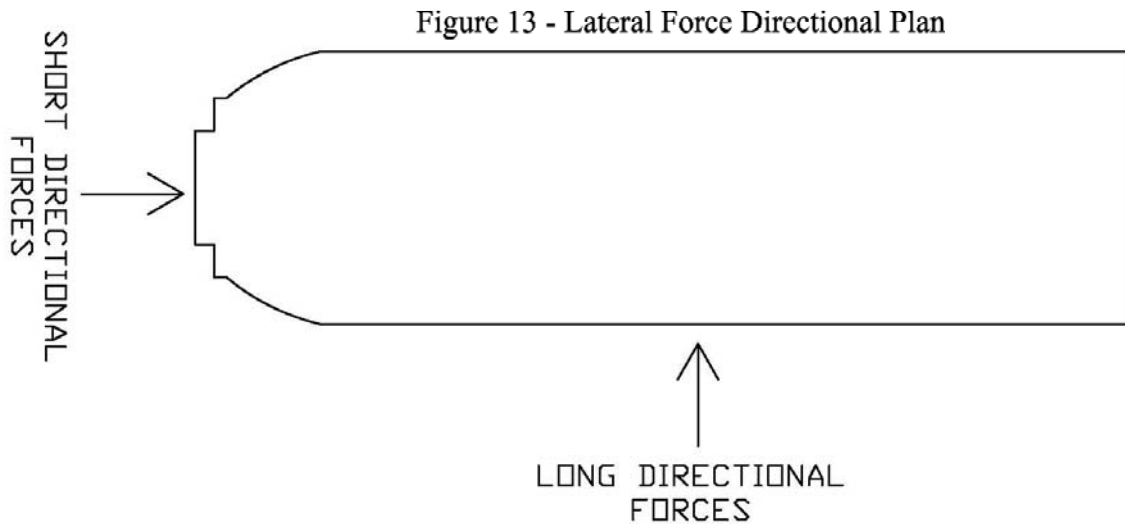 Figure 13 - Lateral Force Directional Plan
SHORT DIRECTIONAL
FORCES
LONG DIRECTIONAL
FORCES